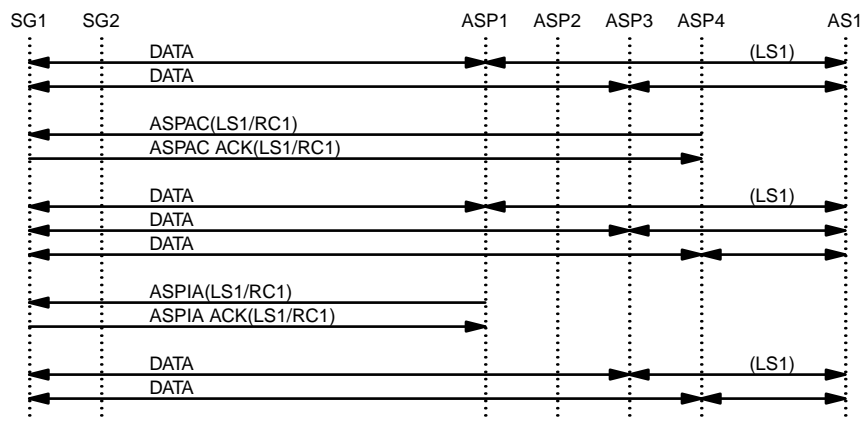 SG1 SG2 ASP1 ASP2 ASP3 ASP4 AS1
DATA (LS1)
DATA
ASPAC(LS1/RC1)
ASPAC ACK(LS1/RC1)
DATA (LS1)
DATA
DATA
ASPIA(LS1/RC1)
ASPIA ACK(LS1/RC1)
DATA (LS1)
DATA